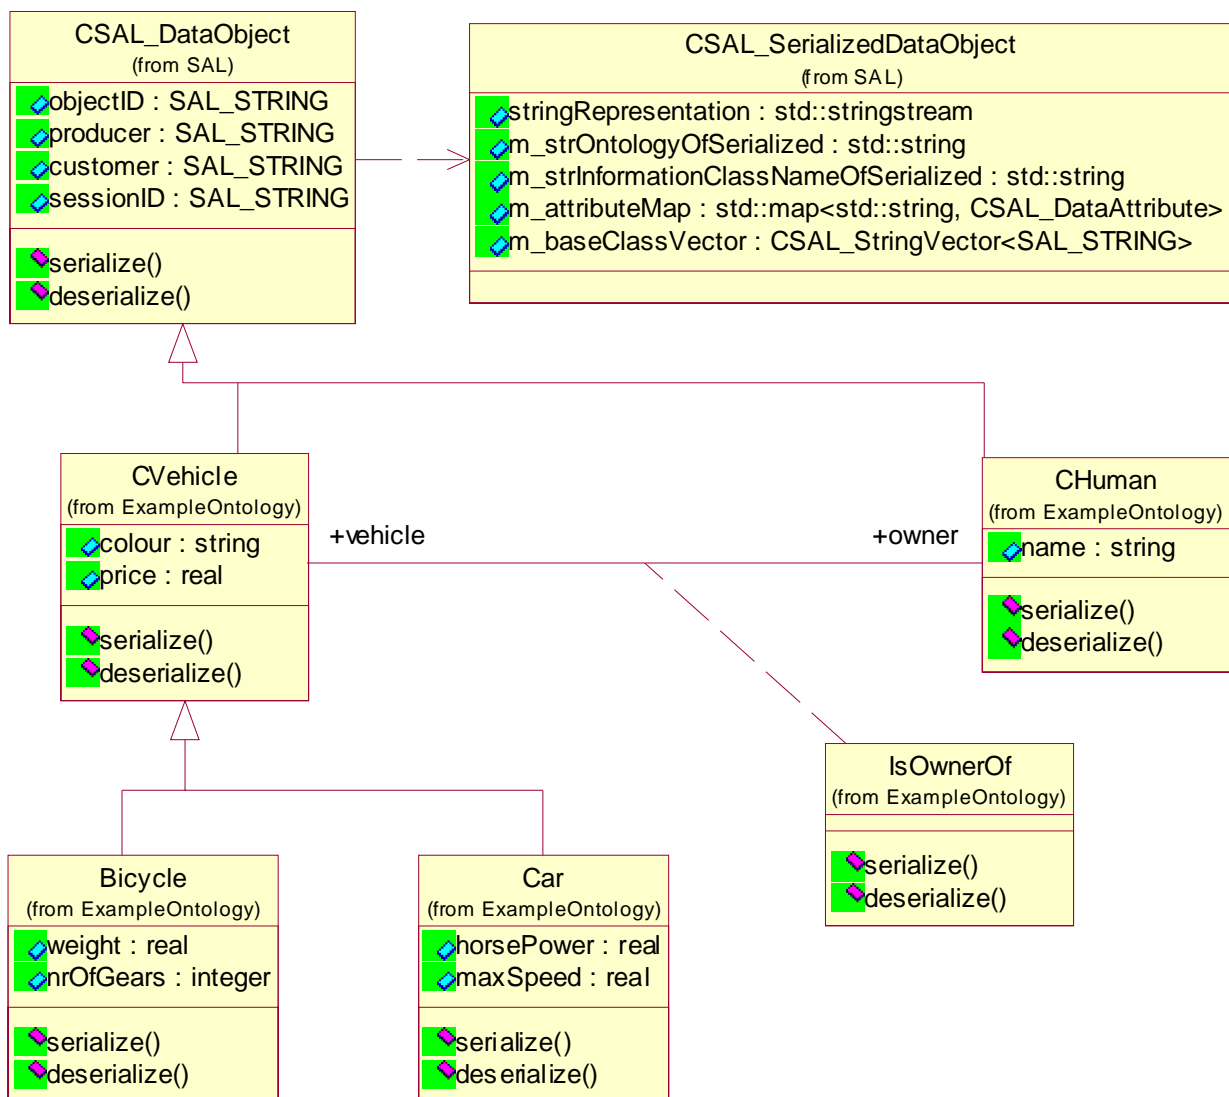 CSAL_DataObject
(from SAL)
objectID : SAL_STRING
producer : SAL_STRING
customer : SAL_STRING
sessionID : SAL_STRING
serialize()
deserialize()
CSAL_SerializedDataObject
(from SAL)
stringRepresentation : std::stringstream
m_strOntologyOfSerialized : std::string
m_strInformationClassNameOfSerialized : std::string
m_attributeMap : std::map<std::string, CSAL_DataAttribute>
m_baseClassVector : CSAL_StringVector<SAL_STRING>
CVehicle
(from ExampleOntology)
colour : string
price : real
serialize()
deserialize()
+vehicle
+owner
CHuman
(from ExampleOntology)
name : string
serialize()
deserialize()
IsOwnerOf
(from ExampleOntology)
serialize()
deserialize()
Bicycle
(from ExampleOntology)
weight : real
nrOfGears : integer
serialize()
deserialize()
Car
(from ExampleOntology)
horsePower : real
maxSpeed : real
serialize()
deserialize()